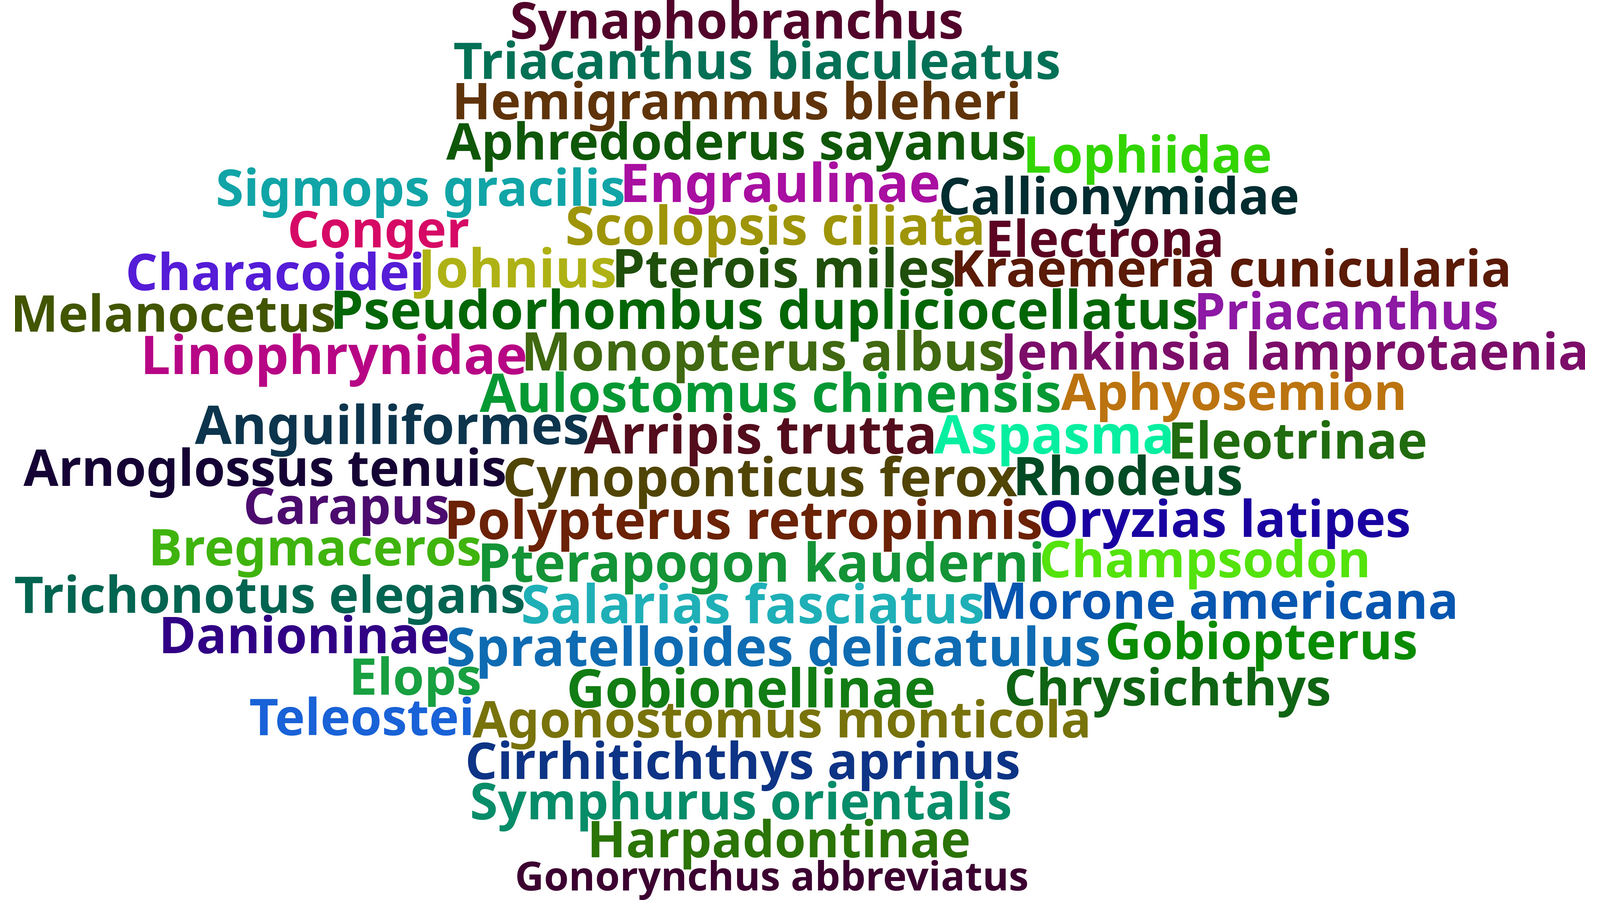 Synaphobranchus
Triacanthus biaculeatus
Hemigrammus bleheri
Aphredoderus sayanus Lophiidae
Sigmops gracilis Engraulinae Callionymidae
Conger Scolopsis ciliata Electrona
Characoidei Johnius Pterois miles Kraemeria cunicularia
Melanocetus Pseudorhombus dupliciocellatus Priacanthus
Linophrynidae Monopterus albus Jenkinsia lamprotaenia
Aulostomus chinensis Aphyosemion
Anguilliformes Arripis trutta Aspasma Eleotrinae
Arnoglossus tenuis Cynoponticus ferox Rhodeus
Carapus Polypterus retropinnis Oryzias latipes
Bregmaceros Pterapogon kauderni Champsodon
Trichonotus elegans Salarias fasciatus Morone americana
Danioninae Spratelloides delicatulus Gobiopterus
Elops Gobionellinae Chrysichthys
Teleostei Agonostomus monticola
Cirrhitichthys aprinus
Symphurus orientalis
Harpadontinae
Gonorynchus abbreviatus